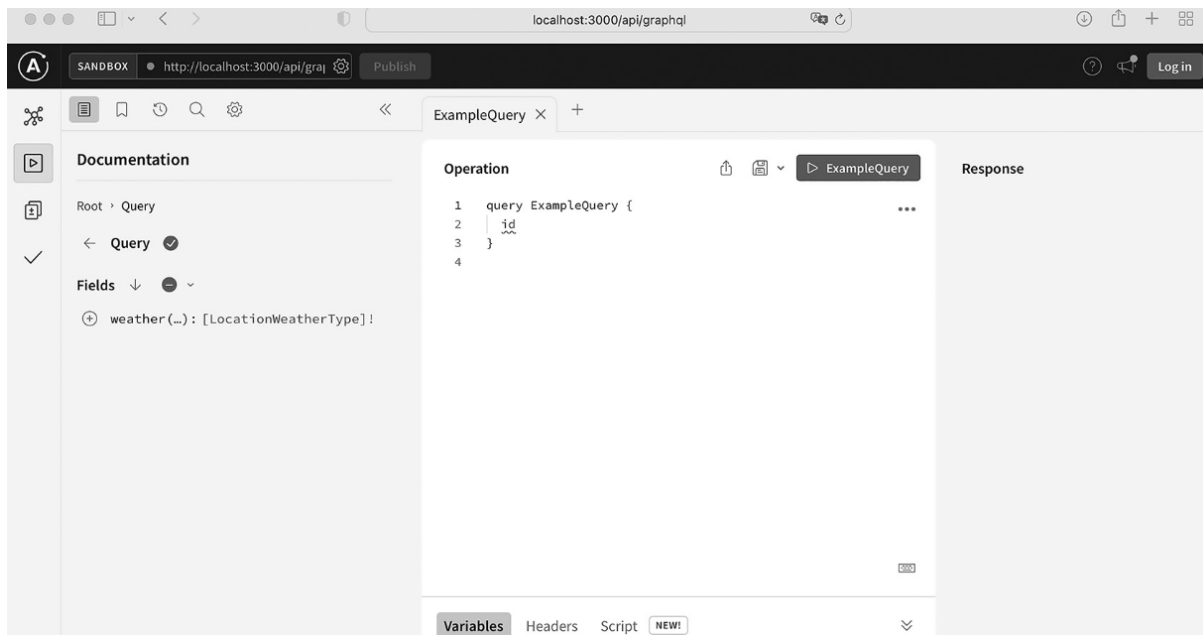 localhost:3000/api/graphql
A SANDBOX http://localhost:3000/api/grap Publish Log in
ExampleQuery
Documentation
Root › Query
Query
Fields
weather(…): [LocationWeatherType]!
Operation
ExampleQuery
1 query ExampleQuery {
2 id
3 }
4
Variables Headers Script NEW!
Response